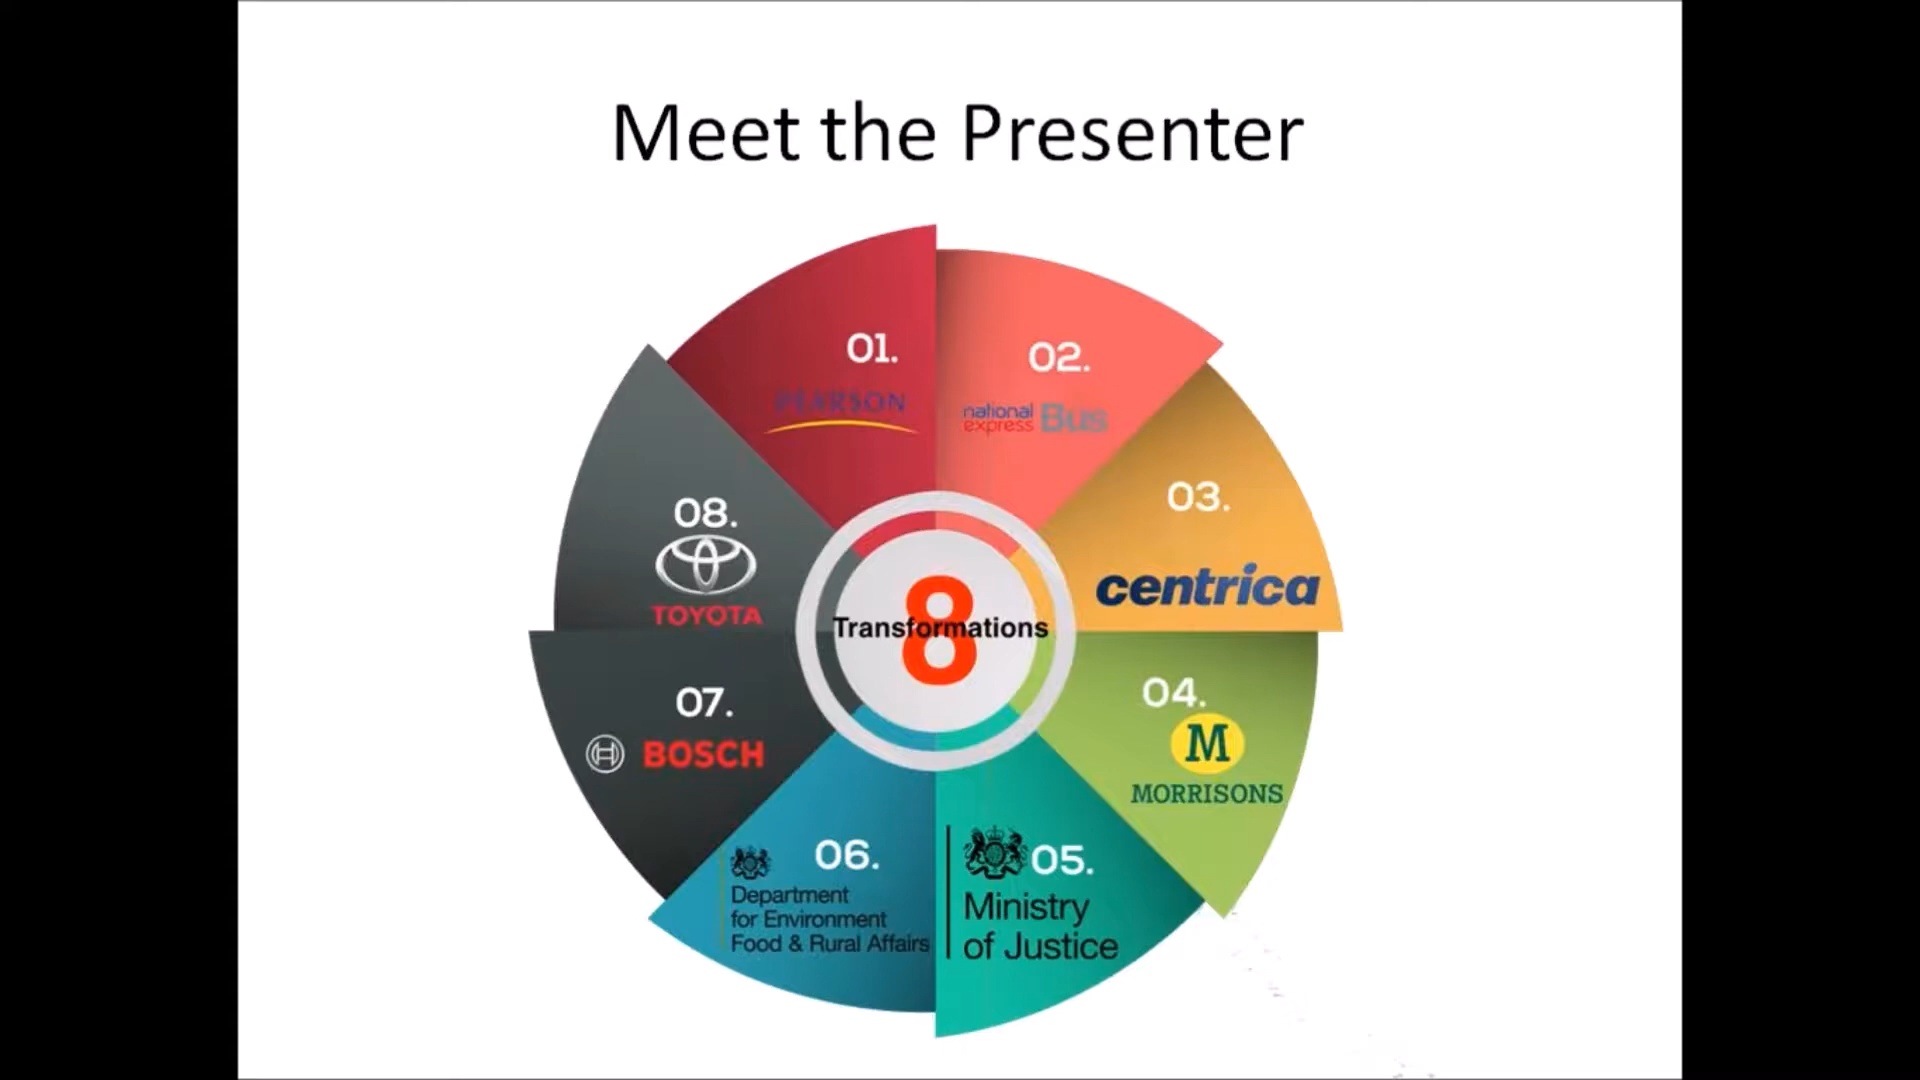 Meet the Presenter
01.
PEARSON
02.
national
express Bus
03.
centrica
04.
M
MORRISONS
05.
Ministry
of Justice
06.
Department
for Environment
Food & Rural Affairs
07.
BOSCH
08.
TOYOTA
8
Transformations